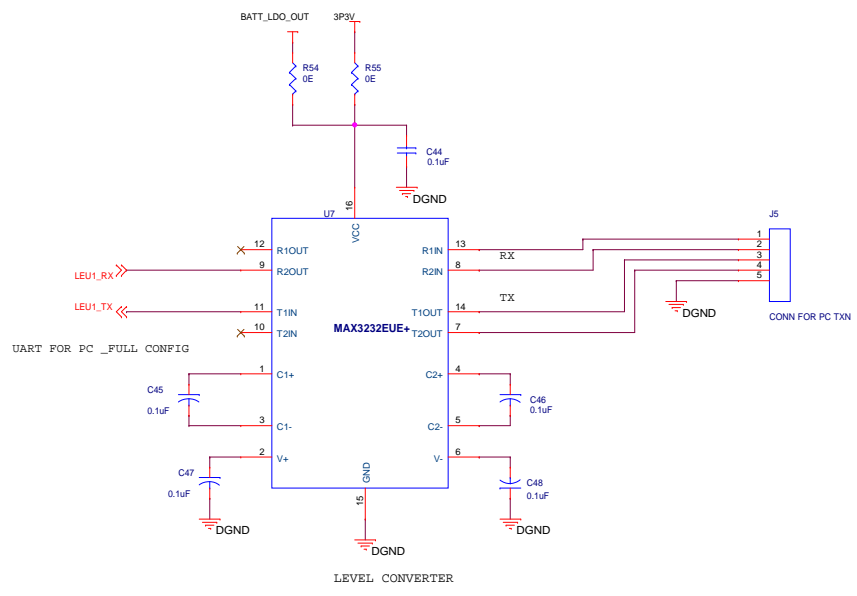 BATT_LDO_OUT 3P3V
R54 0E
R55 0E
C44 0.1uF
DGND
U7
16 VCC
J5
12 R1OUT R1IN 13
RX
LEU1_RX 9 R2OUT R2IN 8
LEU1_TX 11 T1IN T1OUT 14
TX
10 T2IN MAX3232EUE+ T2OUT 7
1
2
3
4
5
DGND
CONN FOR PC TXN
UART FOR PC _FULL CONFIG
1 C1+ C2+ 4
C45 0.1uF
C46 0.1uF
3 C1- C2- 5
2 V+ V- 6
C47 0.1uF
C48 0.1uF
GND 15
DGND
DGND
DGND
LEVEL CONVERTER